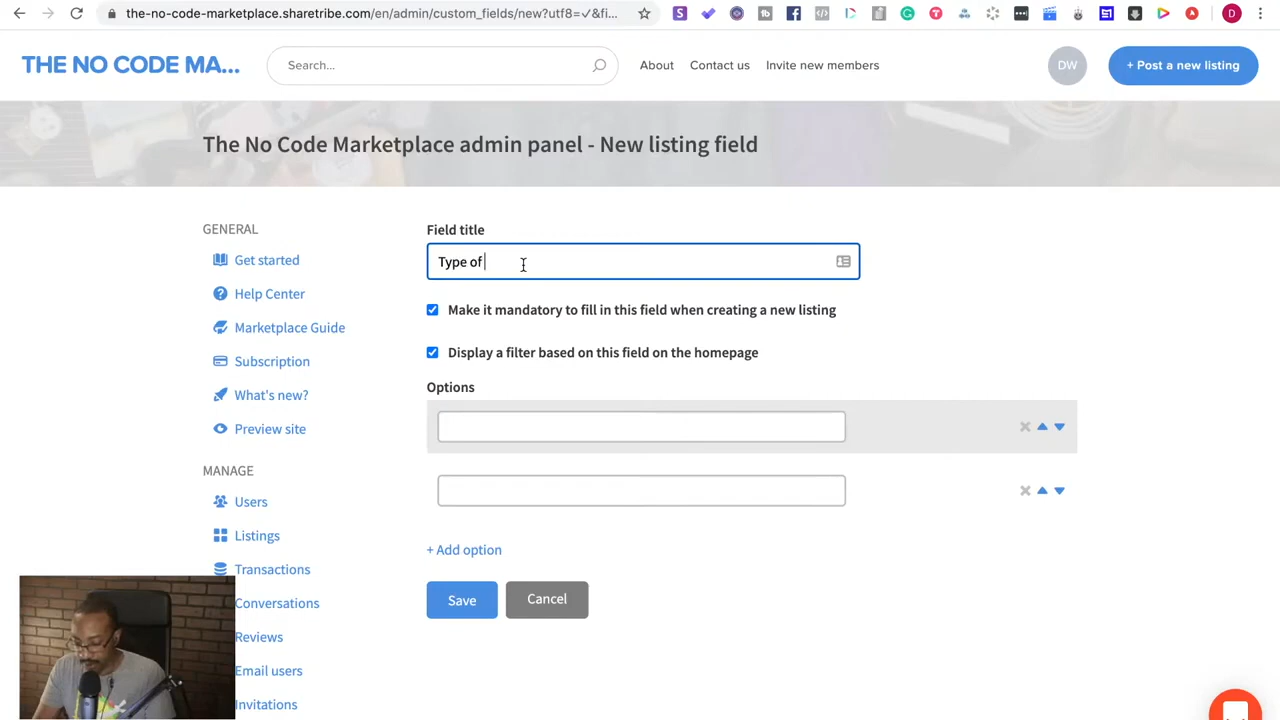 the-no-code-marketplace.sharetribe.com/en/admin/custom_fields/new?utf8=✓&fi...
D
THE NO CODE MA...
Search...
About
Contact us
Invite new members
DW
+ Post a new listing
The No Code Marketplace admin panel - New listing field
GENERAL
Get started
Help Center
Marketplace Guide
Subscription
What's new?
Preview site
MANAGE
Users
Listings
Transactions
Conversations
Reviews
Email users
Invitations
Field title
Type of
Make it mandatory to fill in this field when creating a new listing
Display a filter based on this field on the homepage
Options
+ Add option
Save
Cancel